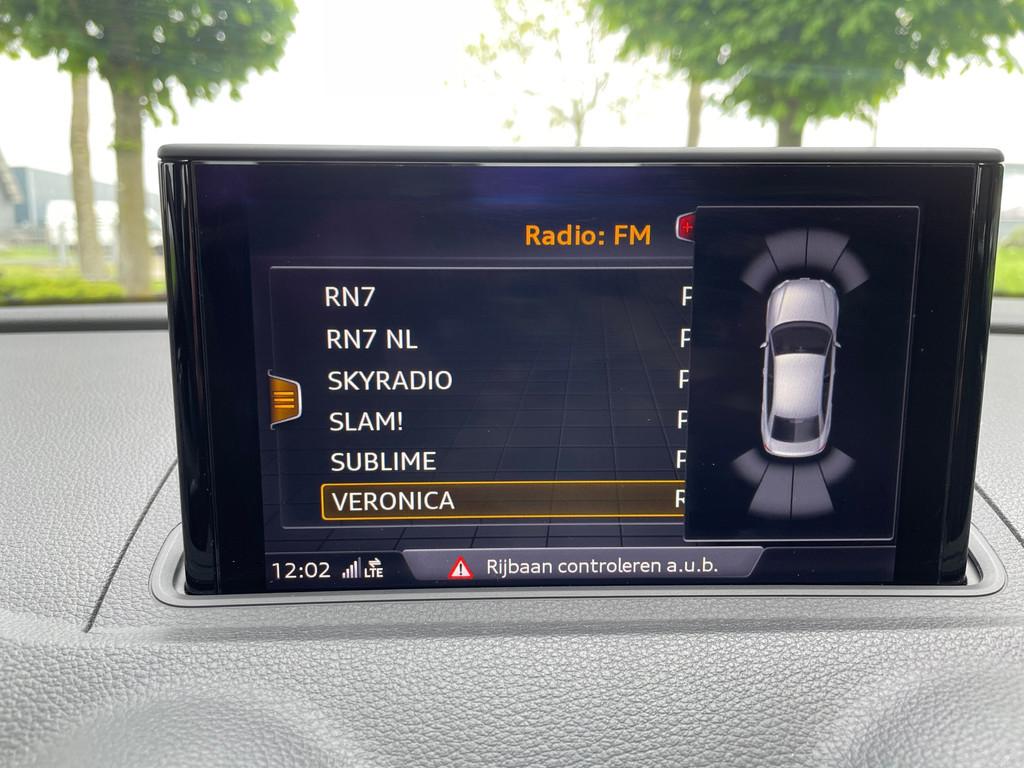 Radio: FM
RN7 P
RN7 NL P
SKYRADIO P
SLAM! P
SUBLIME P
VERONICA R
12:02 LTE Rijbaan controleren a.u.b.